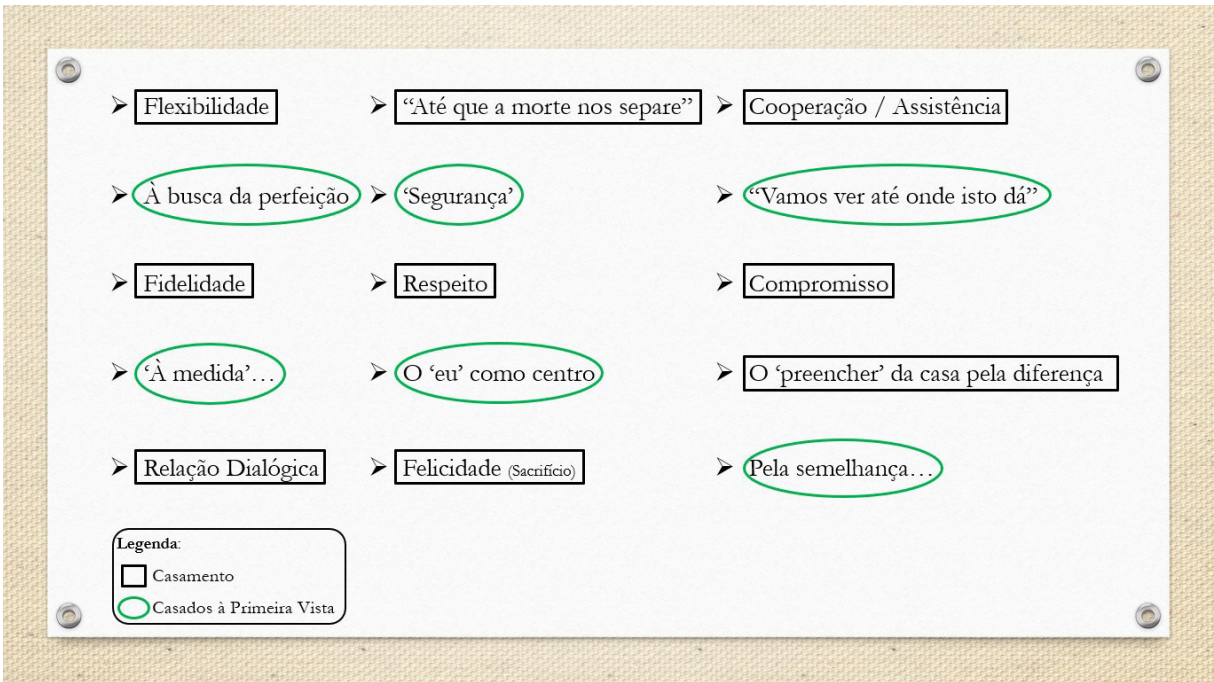 Flexibilidade
“Até que a morte nos separe”
Cooperação / Assistência
À busca da perfeição
‘Segurança’
“Vamos ver até onde isto dá”
Fidelidade
Respeito
Compromisso
‘À medida’…
O ‘eu’ como centro
O ‘preencher’ da casa pela diferença
Relação Dialógica
Felicidade (Sacrifício)
Pela semelhança…
Legenda:
Casamento
Casados à Primeira Vista